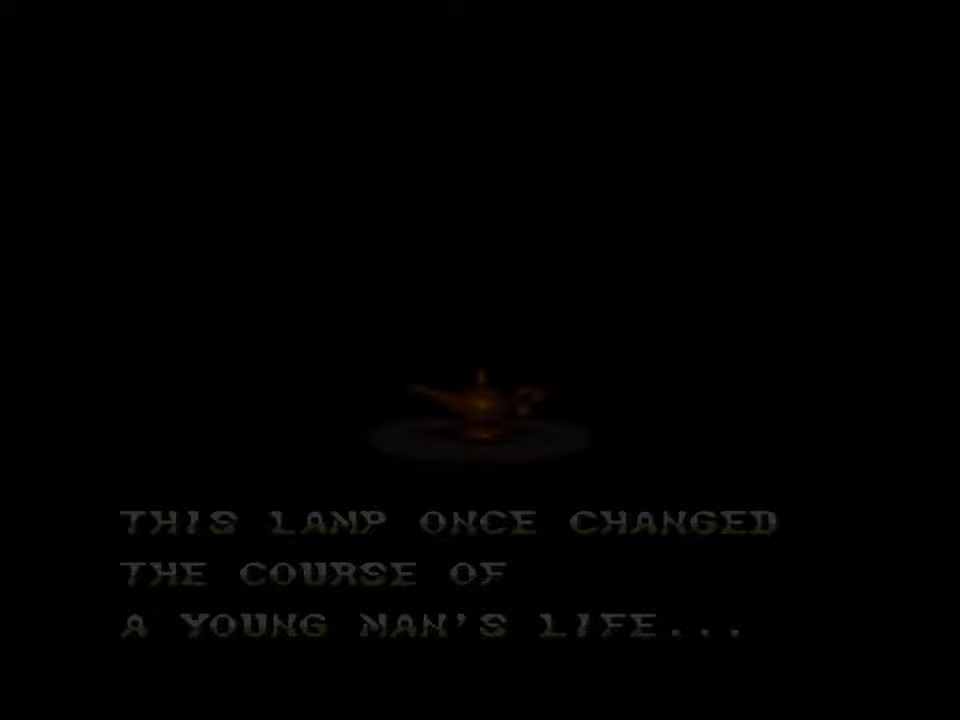 THIS LAMP ONCE CHANGED
THE COURSE OF
A YOUNG MAN'S LIFE...